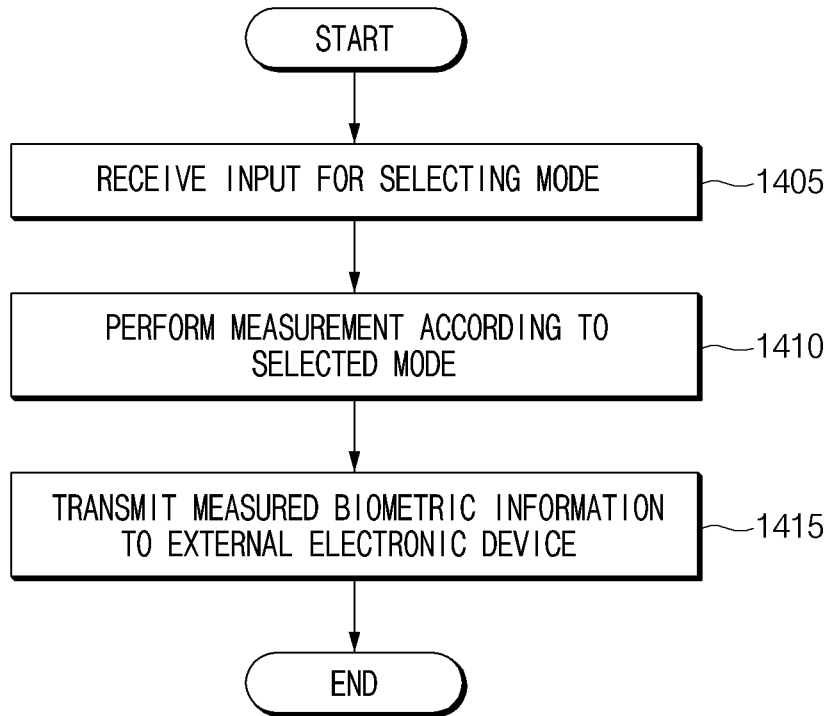 START
RECEIVE INPUT FOR SELECTING MODE
1405
PERFORM MEASUREMENT ACCORDING TO
SELECTED MODE
1410
TRANSMIT MEASURED BIOMETRIC INFORMATION
TO EXTERNAL ELECTRONIC DEVICE
1415
END